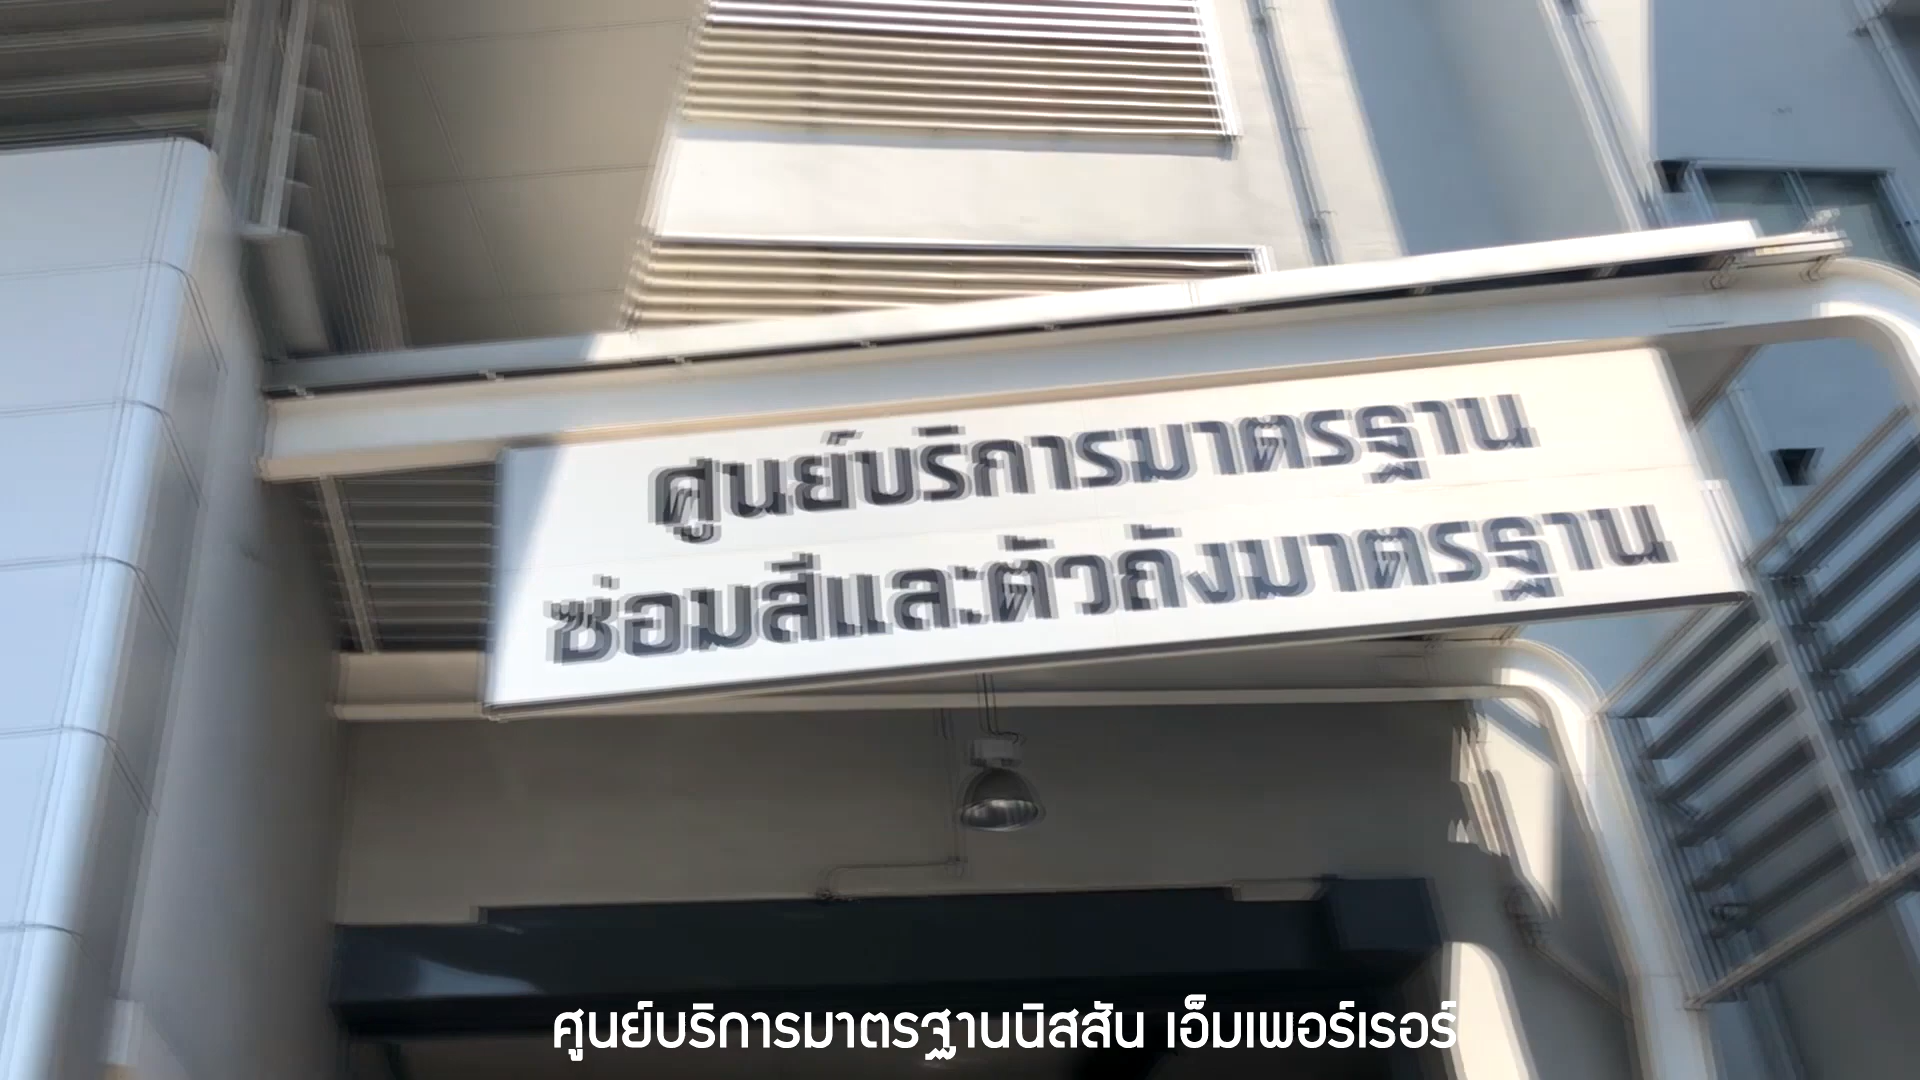 ศูนย์บริการมาตรฐาน
ซ่อมสีและตัวถังมาตรฐาน
ศูนย์บริการมาตรฐานนิสสัน เอ็มเพอร์เรอร์